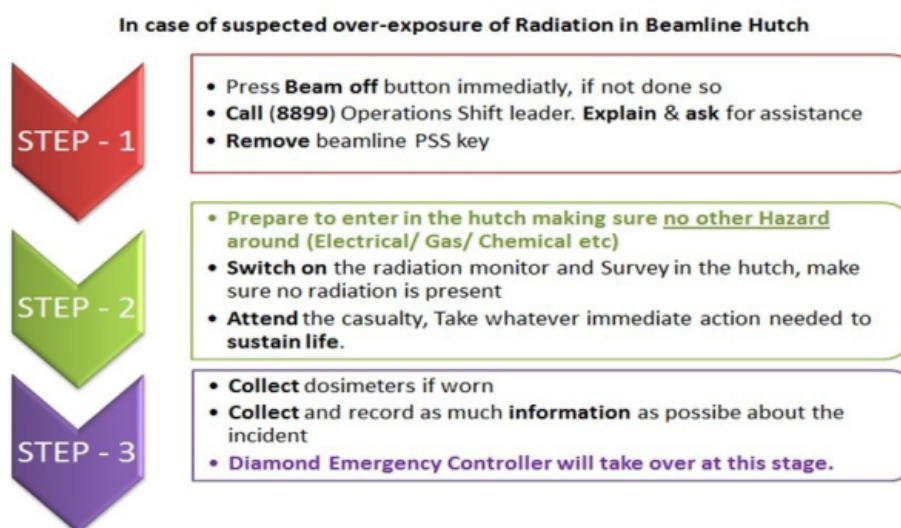 In case of suspected over-exposure of Radiation in Beamline Hutch
STEP - 1
• Press Beam off button immediatly, if not done so
• Call (8899) Operations Shift leader. Explain & ask for assistance
• Remove beamline PSS key
STEP - 2
• Prepare to enter in the hutch making sure no other Hazard
around (Electrical/ Gas/ Chemical etc)
• Switch on the radiation monitor and Survey in the hutch, make
sure no radiation is present
• Attend the casualty, Take whatever immediate action needed to
sustain life.
STEP - 3
• Collect dosimeters if worn
• Collect and record as much information as possibe about the
incident
• Diamond Emergency Controller will take over at this stage.